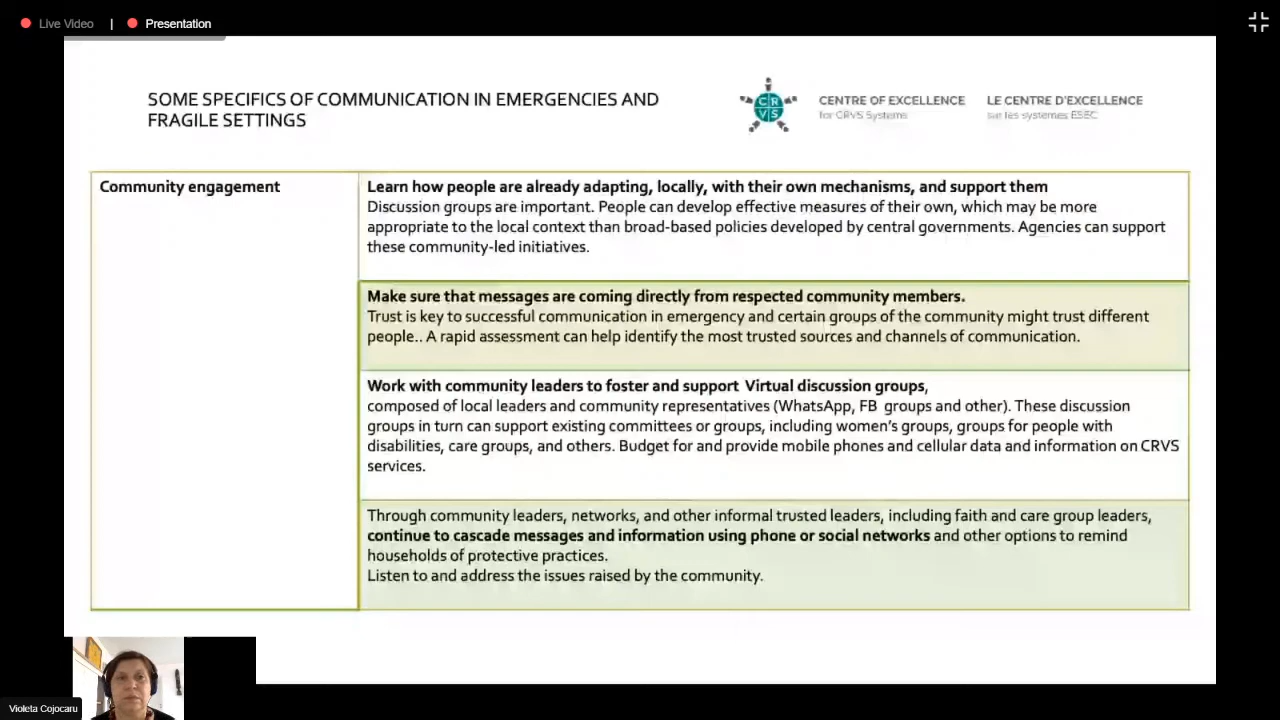 Live Video | Presentation
SOME SPECIFICS OF COMMUNICATION IN EMERGENCIES AND
FRAGILE SETTINGS
CRVS
CENTRE OF EXCELLENCE
for CRVS Systems
LE CENTRE D'EXCELLENCE
sur les systèmes ESEC
Community engagement
Learn how people are already adapting, locally, with their own mechanisms, and support them
Discussion groups are important. People can develop effective measures of their own, which may be more
appropriate to the local context than broad-based policies developed by central governments. Agencies can support
these community-led initiatives.
Make sure that messages are coming directly from respected community members.
Trust is key to successful communication in emergency and certain groups of the community might trust different
people.. A rapid assessment can help identify the most trusted sources and channels of communication.
Work with community leaders to foster and support Virtual discussion groups,
composed of local leaders and community representatives (WhatsApp, FB groups and other). These discussion
groups in turn can support existing committees or groups, including women's groups, groups for people with
disabilities, care groups, and others. Budget for and provide mobile phones and cellular data and information on CRVS
services.
Through community leaders, networks, and other informal trusted leaders, including faith and care group leaders,
continue to cascade messages and information using phone or social networks and other options to remind
households of protective practices.
Listen to and address the issues raised by the community.
Violeta Cojocaru